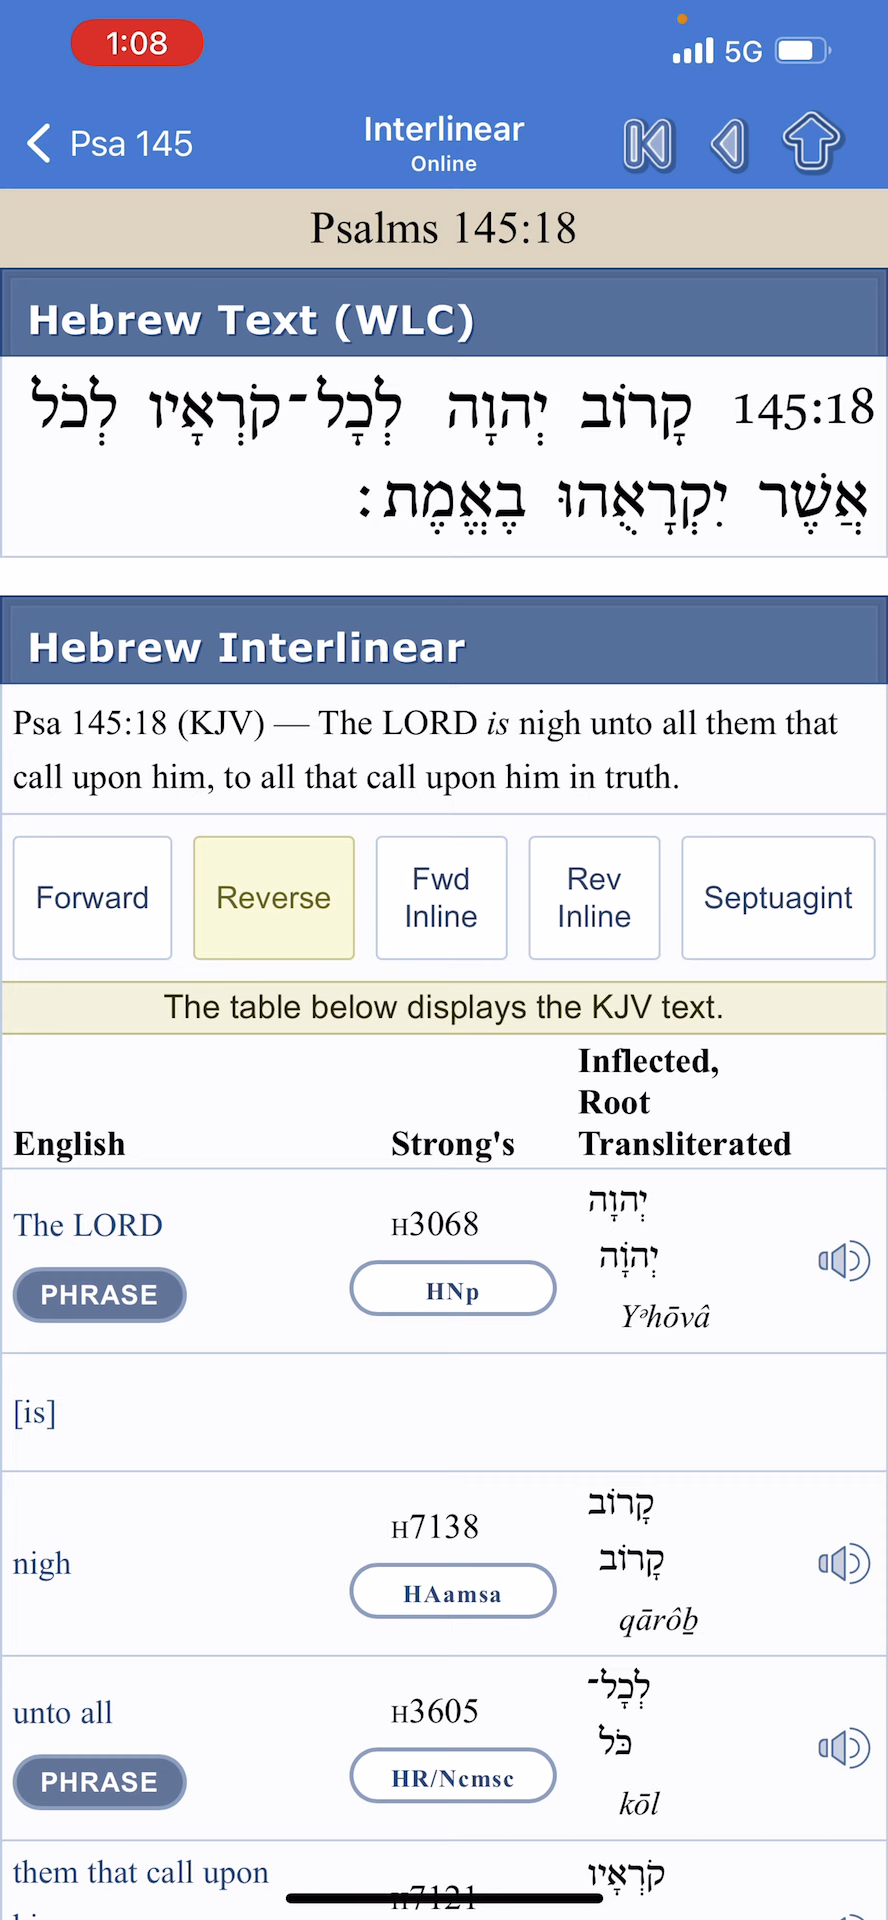 1:08
5G
Psa 145
Interlinear
Online
Psalms 145:18
Hebrew Text (WLC)
145:18 קָרוֹב יְהוָה לְכָל־קֹרְאָיו לְכֹל
אֲשֶׁר יִקְרָאֻהוּ בֶאֱמֶת׃
Hebrew Interlinear
Psa 145:18 (KJV) — The LORD is nigh unto all them that
call upon him, to all that call upon him in truth.
Forward
Reverse
Fwd
Inline
Rev
Inline
Septuagint
The table below displays the KJV text.
English
Strong's
Inflected,
Root
Transliterated
The LORD
PHRASE
H3068
HNp
יְהוָה
יְהֹוָה
Yᵊhōvâ
[is]
nigh
H7138
HAamsa
קָרוֹב
קָרוֹב
qārôḇ
unto all
PHRASE
H3605
HR/Ncmsc
לְכָל־
כֹּל
kōl
them that call upon
H7121
קֹרְאָיו